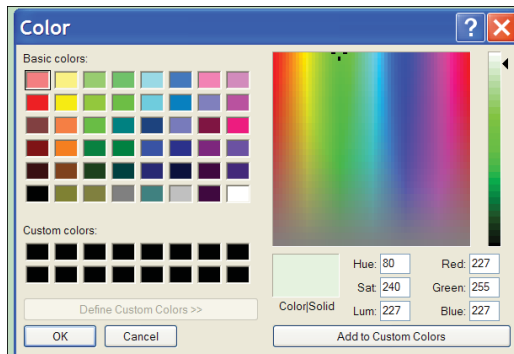 Color
Basic colors:
Custom colors:
Define Custom Colors >>
OK Cancel
Color|Solid
Hue: 80 Red: 227
Sat: 240 Green: 255
Lum: 227 Blue: 227
Add to Custom Colors